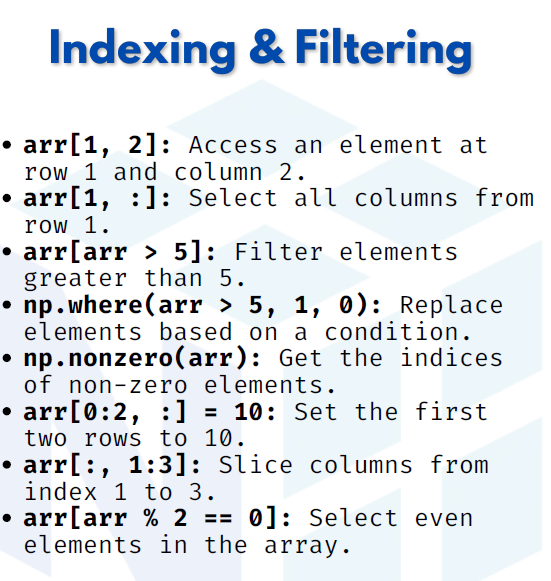 Indexing & Filtering
• arr[1, 2]: Access an element at
row 1 and column 2.
• arr[1, :]: Select all columns from
row 1.
• arr[arr > 5]: Filter elements
greater than 5.
• np.where(arr > 5, 1, 0): Replace
elements based on a condition.
• np.nonzero(arr): Get the indices
of non-zero elements.
• arr[0:2, :] = 10: Set the first
two rows to 10.
• arr[:, 1:3]: Slice columns from
index 1 to 3.
• arr[arr % 2 == 0]: Select even
elements in the array.